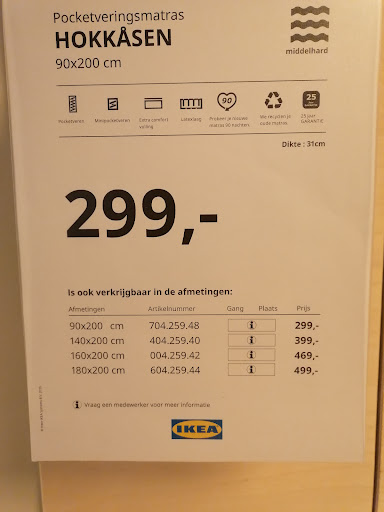 Pocketveringsmatras
HOKKÅSEN
90x200 cm
middelhard
Pocketveren
Minipocketveren
Extra comfort
vulling
Latexlaag
90
Probeer je nieuwe
matras 90 nachten.
We recyclen je
oude matras.
25
25 jaar
GARANTIE
Dikte : 31cm
299,-
Is ook verkrijgbaar in de afmetingen:
Afmetingen Artikelnummer Gang Plaats Prijs
90x200 cm 704.259.48 i 299,-
140x200 cm 404.259.40 i 399,-
160x200 cm 004.259.42 i 469,-
180x200 cm 604.259.44 i 499,-
i Vraag een medewerker voor meer informatie.
IKEA